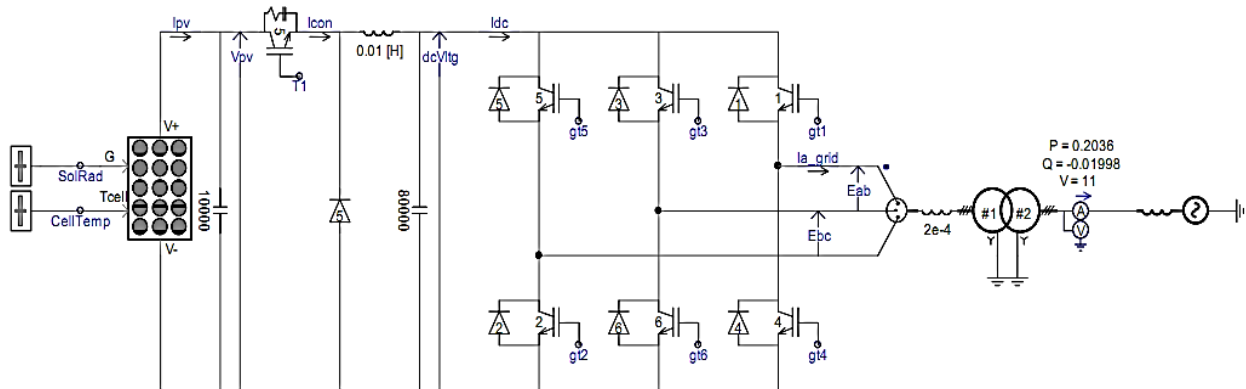 Ipv
Vpv
5
T1
Icon
0.01 [H]
dcVltg
Idc
V+
G
SolRad
Tcell
CellTemp
V-
10000
5
80000
5
5
gt5
3
3
gt3
1
1
gt1
Ia_grid
Eab
Ebc
2e-4
#1
#2
Y
Y
P = 0.2036
Q = -0.01998
V = 11
A
V
2
2
gt2
6
6
gt6
4
4
gt4